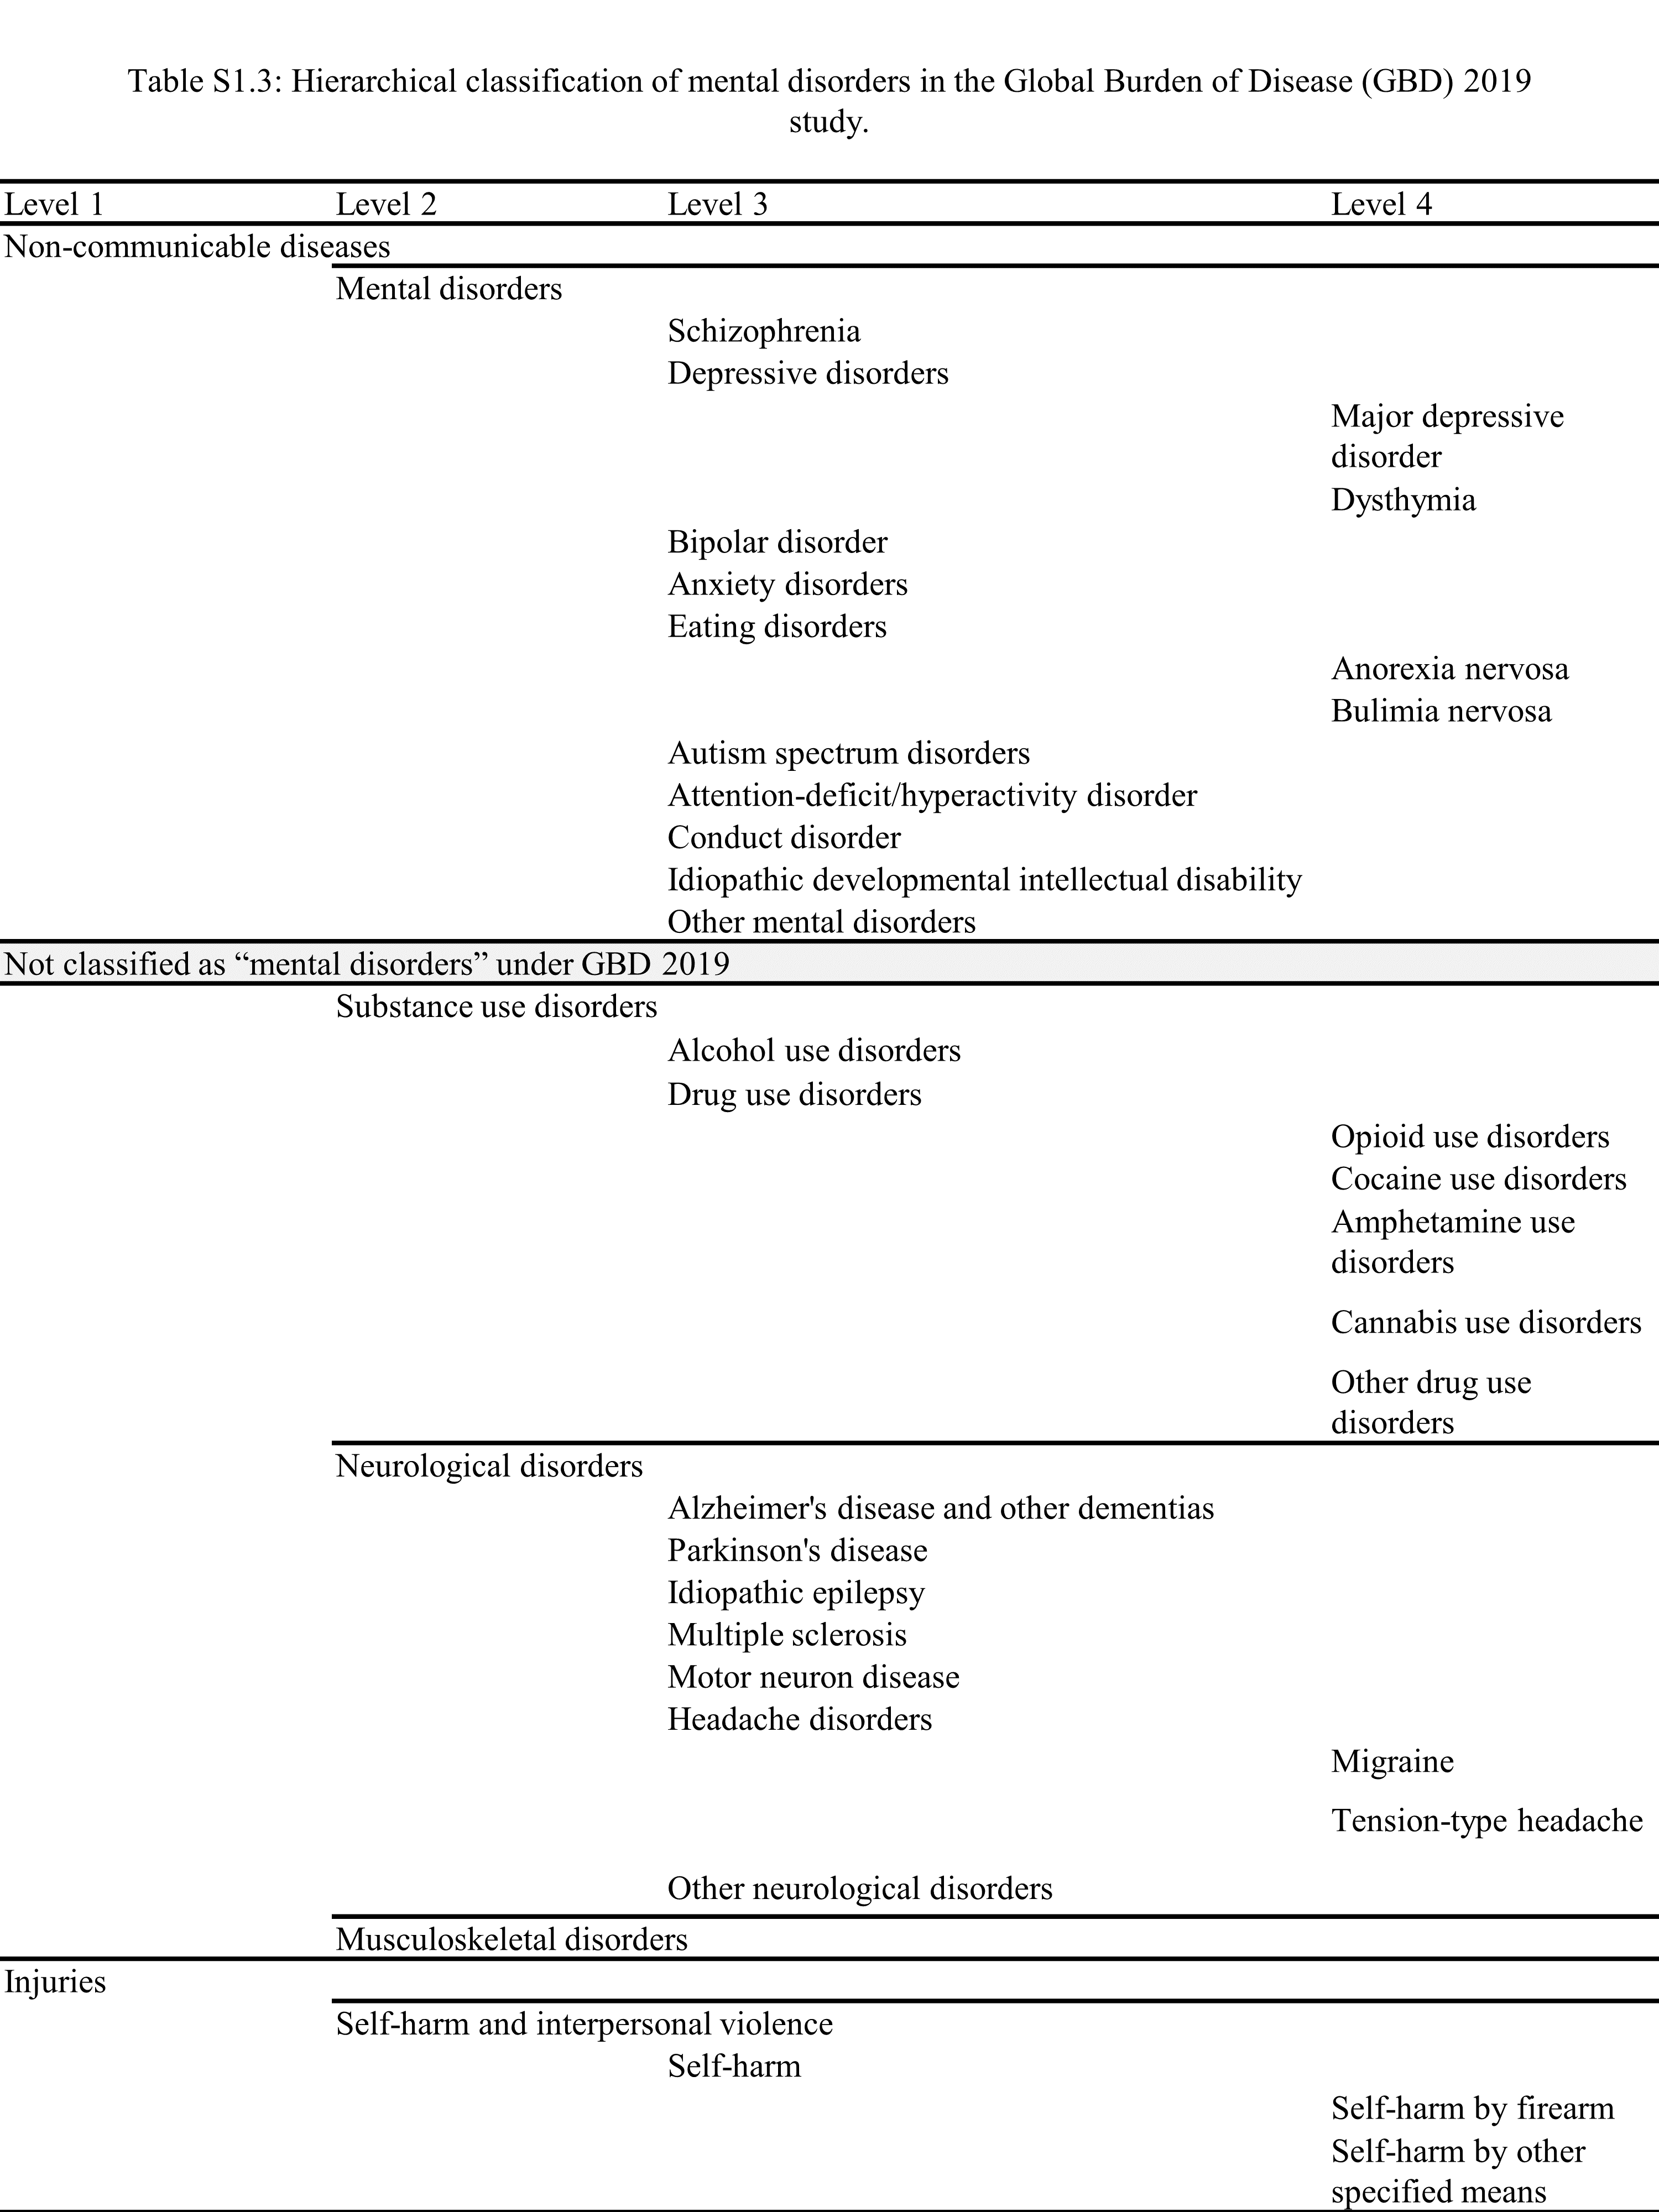 Table S1.3: Hierarchical classification of mental disorders in the Global Burden of Disease (GBD) 2019
study.
Level 1 Level 2 Level 3 Level 4
Non-communicable diseases
Mental disorders
Schizophrenia
Depressive disorders
Major depressive
disorder
Dysthymia
Bipolar disorder
Anxiety disorders
Eating disorders
Anorexia nervosa
Bulimia nervosa
Autism spectrum disorders
Attention-deficit/hyperactivity disorder
Conduct disorder
Idiopathic developmental intellectual disability
Other mental disorders
Not classified as “mental disorders” under GBD 2019
Substance use disorders
Alcohol use disorders
Drug use disorders
Opioid use disorders
Cocaine use disorders
Amphetamine use
disorders
Cannabis use disorders
Other drug use
disorders
Neurological disorders
Alzheimer's disease and other dementias
Parkinson's disease
Idiopathic epilepsy
Multiple sclerosis
Motor neuron disease
Headache disorders
Migraine
Tension-type headache
Other neurological disorders
Musculoskeletal disorders
Injuries
Self-harm and interpersonal violence
Self-harm
Self-harm by firearm
Self-harm by other
specified means